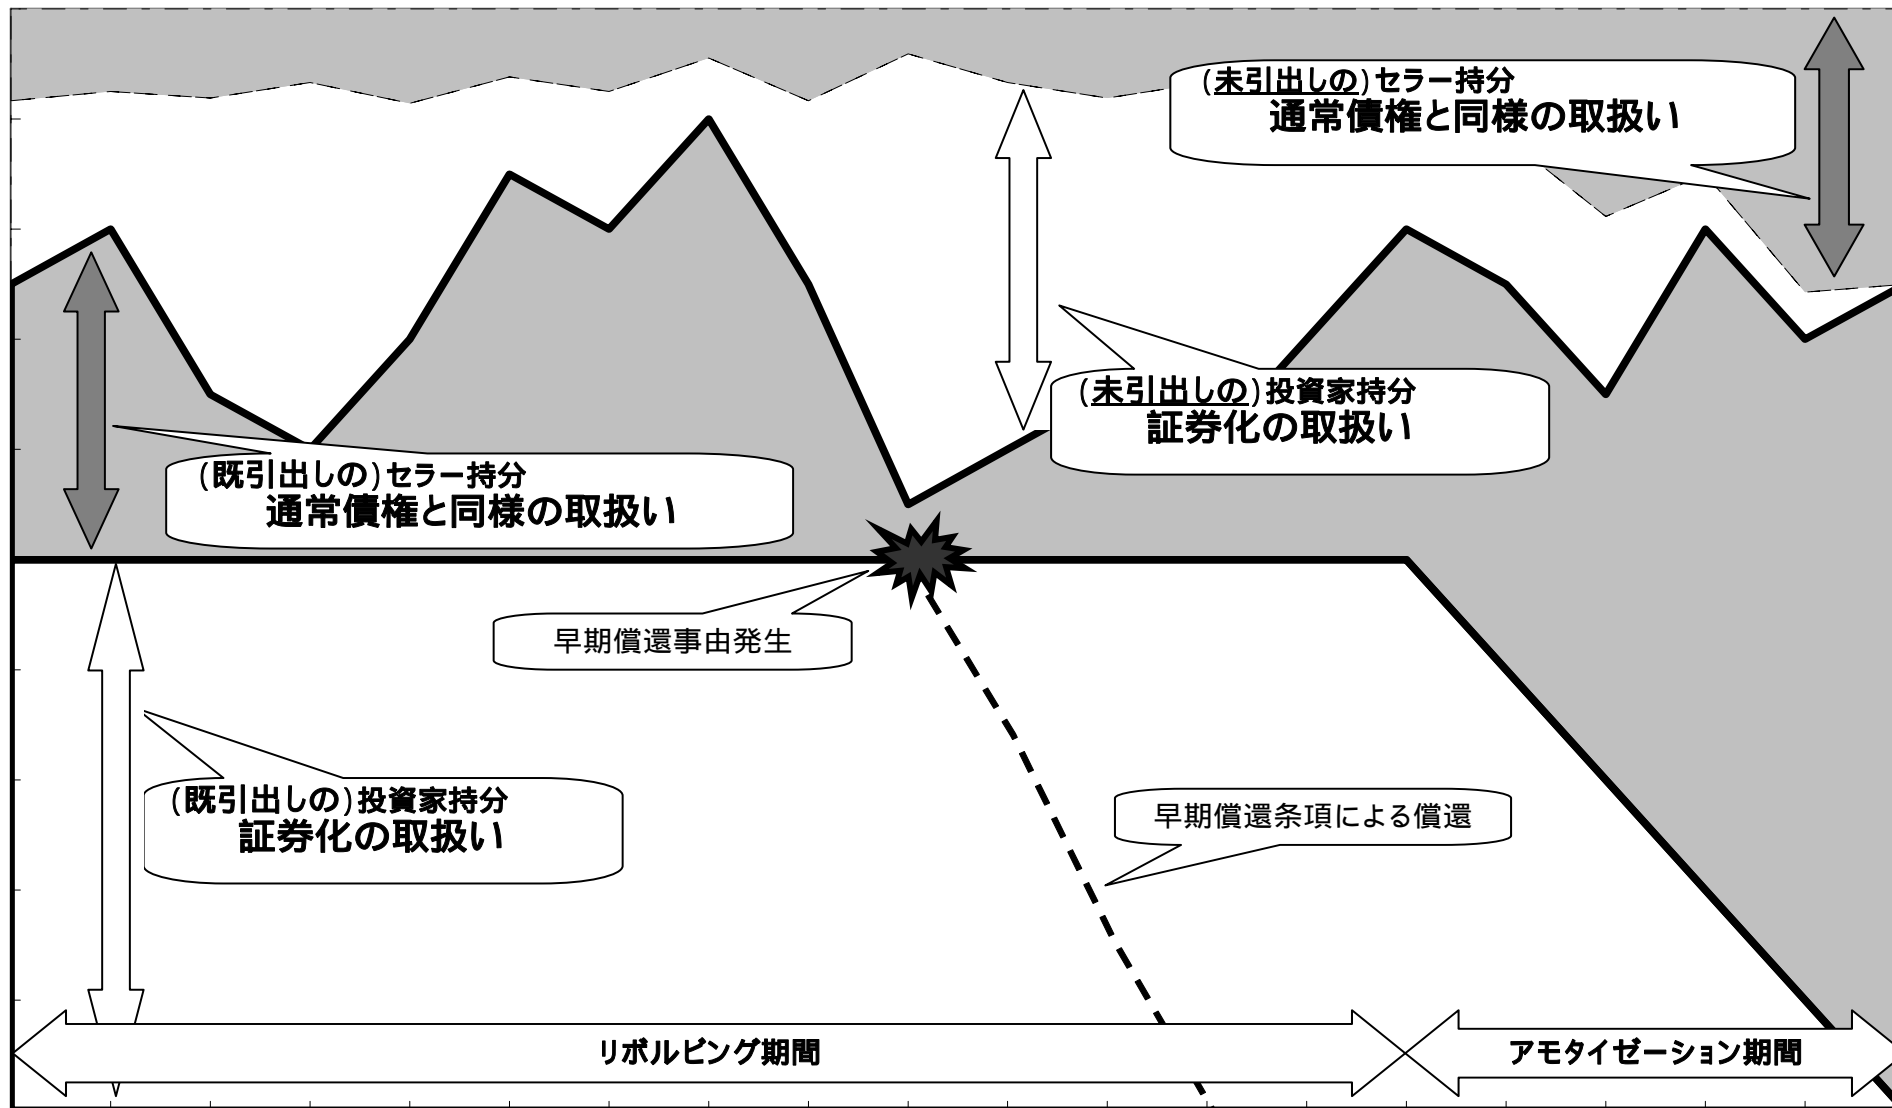 (未引出しの)セラー持分
通常債権と同様の取扱い
(未引出しの)投資家持分
証券化の取扱い
(既引出しの)セラー持分
通常債権と同様の取扱い
早期償還事由発生
(既引出しの)投資家持分
証券化の取扱い
早期償還条項による償還
リボルビング期間
アモタイゼーション期間